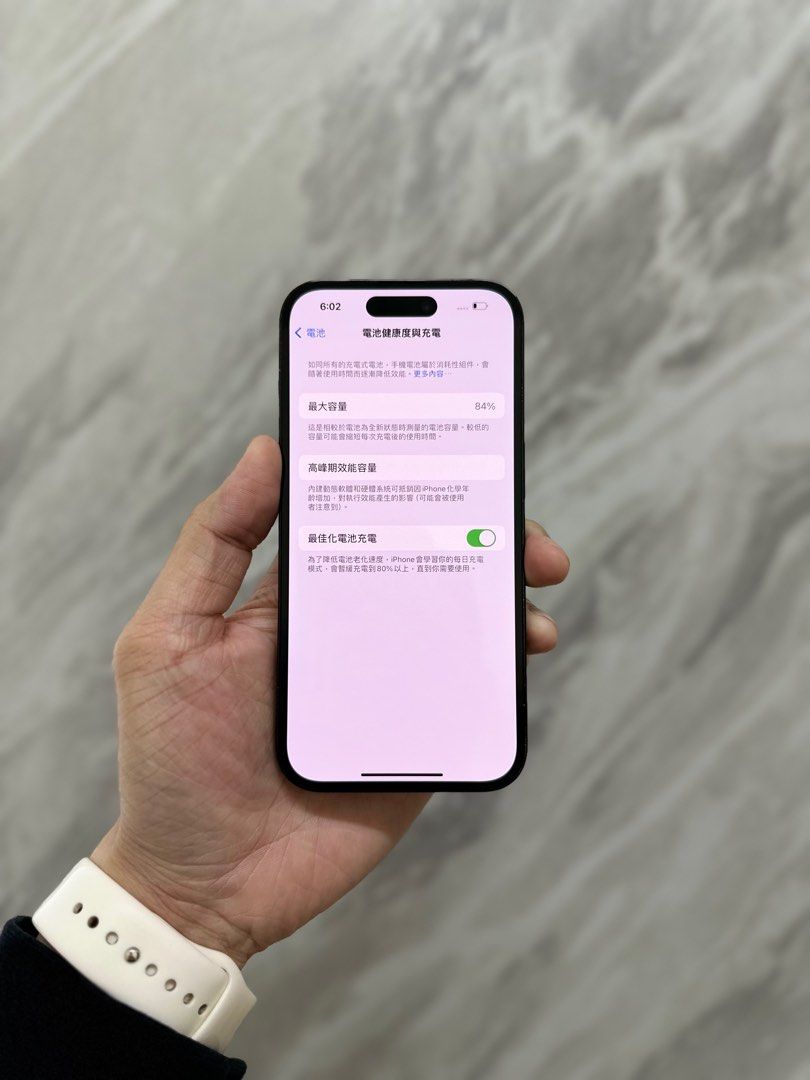 6:02
電池
電池健康度與充電
如同所有的充電式電池，手機電池屬於消耗性組件，會
隨著使用時間而逐漸降低效能。更多內容⋯
最大容量 84%
這是相較於電池為全新狀態時測量的電池容量。較低的
容量可能會縮短每次充電後的使用時間。
高峰期效能容量
內建動態軟體和硬體系統可抵銷因 iPhone 化學年
齡增加，對執行效能產生的影響（可能會被使用
者注意到）。
最佳化電池充電
為了降低電池老化速度，iPhone 會學習你的每日充電
模式，會暫緩充電到 80% 以上，直到你需要使用。